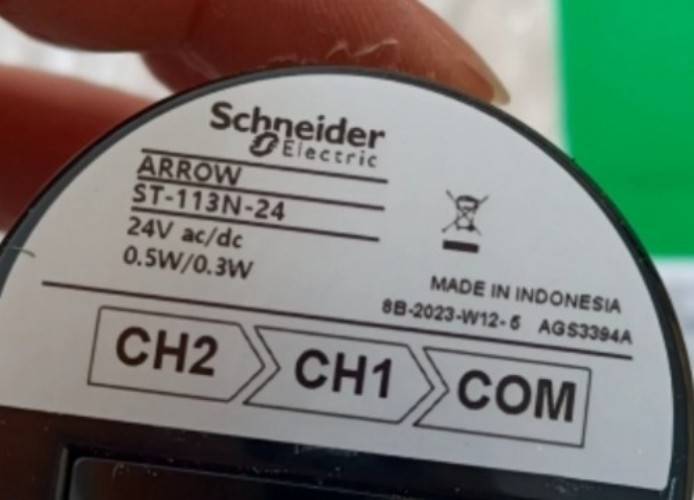 Schneider
Electric
ARROW
ST-113N-24
24V ac/dc
0.5W/0.3W
MADE IN INDONESIA
8B-2023-W12-5 AGS3394A
CH2 CH1 COM